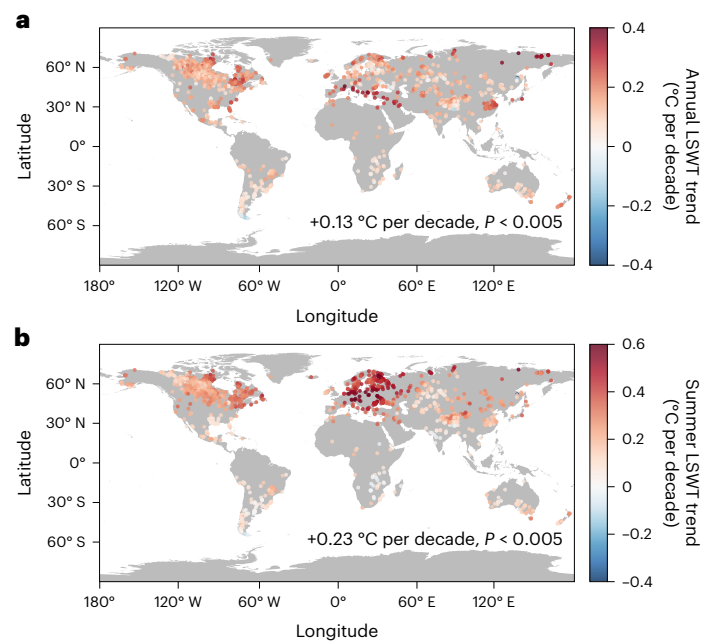 a
60° N
30° N
0°
30° S
60° S
Latitude
+0.13 °C per decade, P < 0.005
180°
120° W
60° W
0°
60° E
120° E
Longitude
0.4
0.2
0
−0.2
−0.4
Annual LSWT trend
(°C per decade)
b
60° N
30° N
0°
30° S
60° S
Latitude
+0.23 °C per decade, P < 0.005
180°
120° W
60° W
0°
60° E
120° E
Longitude
0.6
0.4
0.2
0
−0.2
−0.4
Summer LSWT trend
(°C per decade)